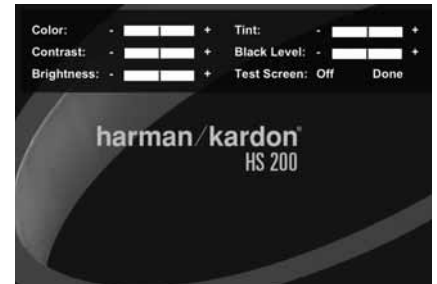 Color: - + Tint: - +
Contrast: - + Black Level: - +
Brightness: - + Test Screen: Off Done
harman/kardon®
HS 200